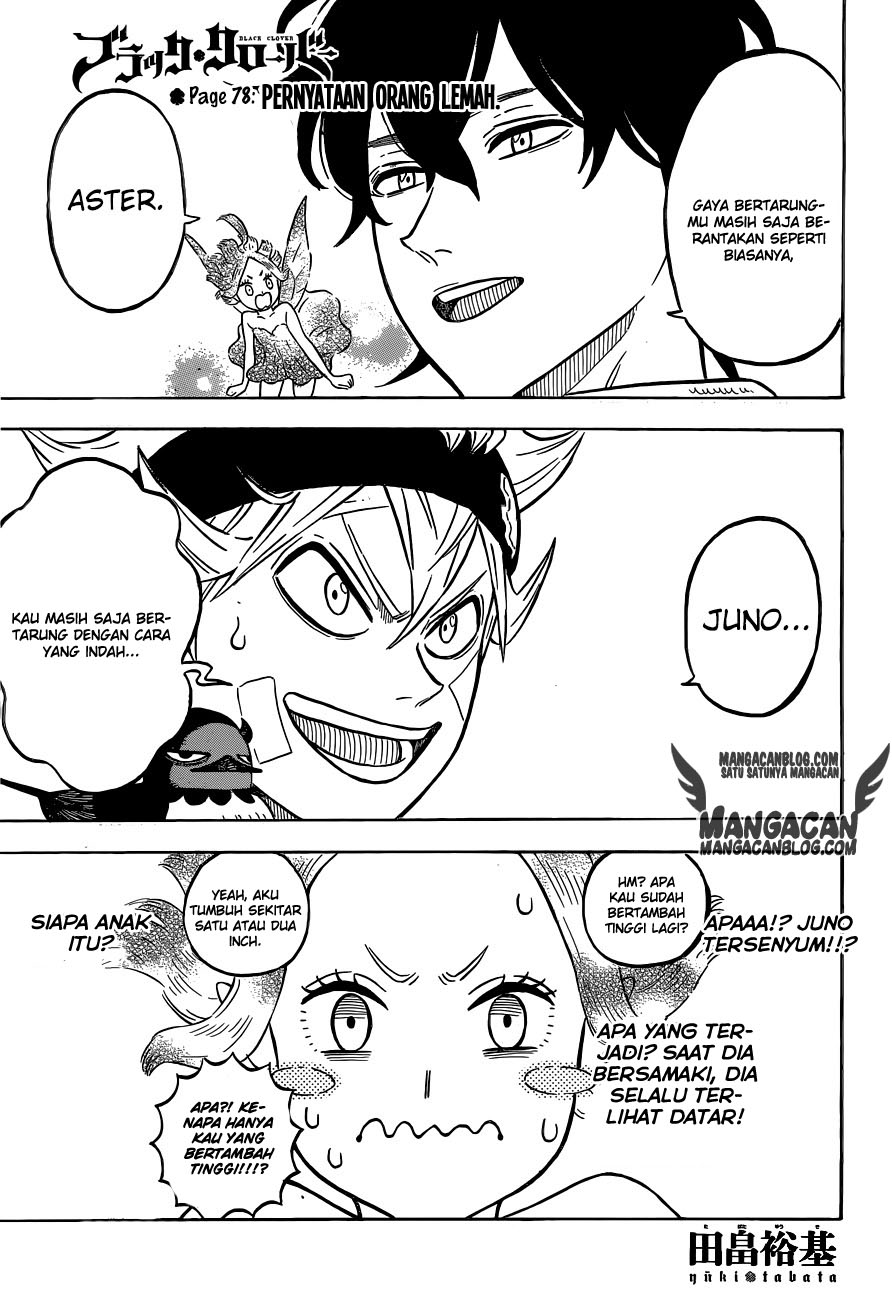 BLACK CLOVER
ブラック・クローバー
Page 78: PERNYATAAN ORANG LEMAH.
GAYA BERTARUNG-
MU MASIH SAJA BE-
RANTAKAN SEPERTI
BIASANYA,
ASTER.
JUNO...
KAU MASIH SAJA BER-
TARUNG DENGAN CARA
YANG INDAH...
MANGACANBLOG.COM
SATU SATUNYA MANGACAN
MANGACAN
MANGACANBLOG.COM
HM? APA
KAU SUDAH
BERTAMBAH
TINGGI LAGI?
APAAA!? JUNO
TERSENYUM!!?
YEAH, AKU
TUMBUH SEKITAR
SATU ATAU DUA
INCH.
SIAPA ANAK
ITU?
APA YANG TER-
JADI? SAAT DIA
BERSAMAKI, DIA
SELALU TER-
LIHAT DATAR!
APA?! KE-
NAPA HANYA
KAU YANG
BERTAMBAH
TINGGI!!!?
田畠裕基
yūki tabata